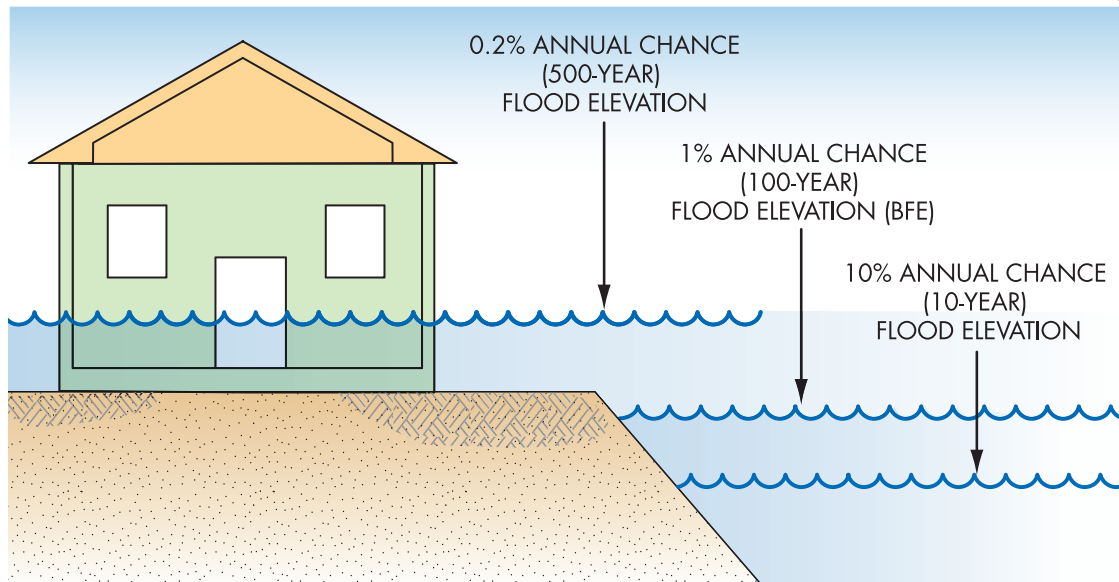 0.2% ANNUAL CHANCE
(500-YEAR)
FLOOD ELEVATION
1% ANNUAL CHANCE
(100-YEAR)
FLOOD ELEVATION (BFE)
10% ANNUAL CHANCE
(10-YEAR)
FLOOD ELEVATION